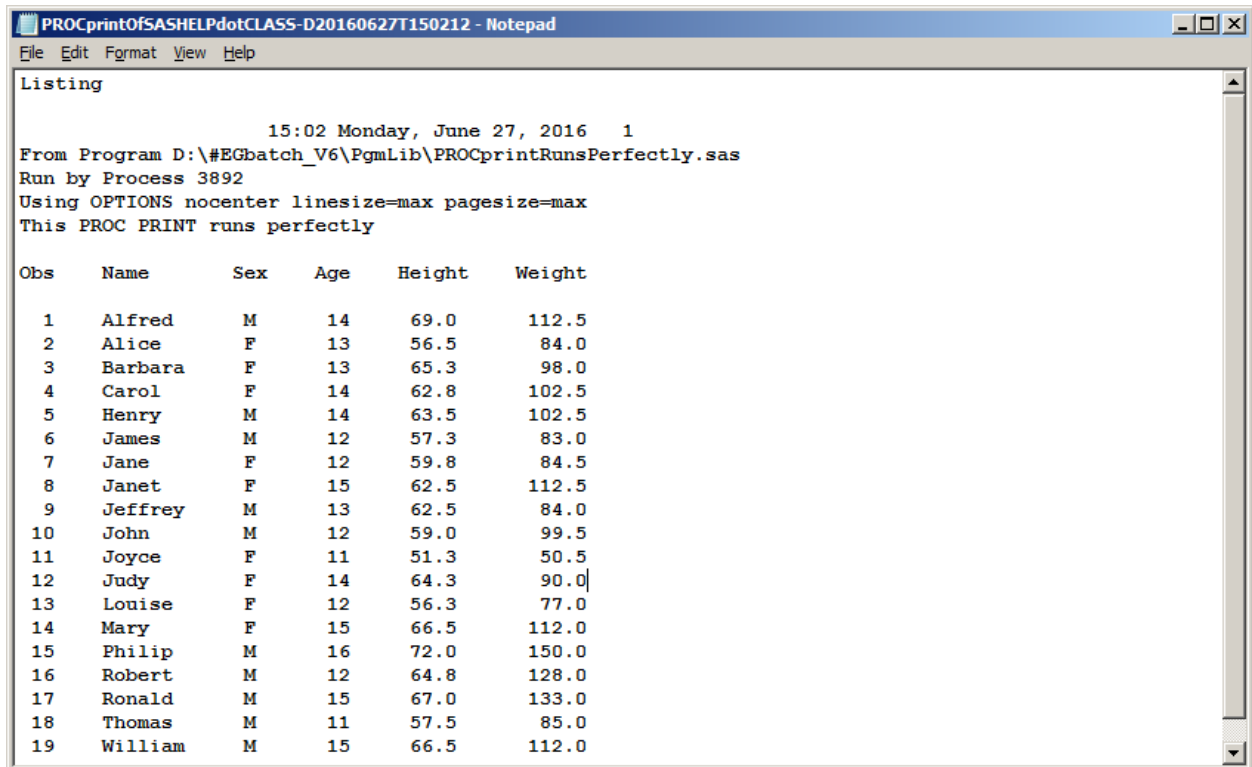 PROCprintOfSASHELPdotCLASS-D20160627T150212 - Notepad
File Edit Format View Help
Listing
15:02 Monday, June 27, 2016 1
From Program D:\#EGbatch_V6\PgmLib\PROCprintRunsPerfectly.sas
Run by Process 3892
Using OPTIONS nocenter linesize=max pagesize=max
This PROC PRINT runs perfectly
Obs Name Sex Age Height Weight
1 Alfred M 14 69.0 112.5
2 Alice F 13 56.5 84.0
3 Barbara F 13 65.3 98.0
4 Carol F 14 62.8 102.5
5 Henry M 14 63.5 102.5
6 James M 12 57.3 83.0
7 Jane F 12 59.8 84.5
8 Janet F 15 62.5 112.5
9 Jeffrey M 13 62.5 84.0
10 John M 12 59.0 99.5
11 Joyce F 11 51.3 50.5
12 Judy F 14 64.3 90.0
13 Louise F 12 56.3 77.0
14 Mary F 15 66.5 112.0
15 Philip M 16 72.0 150.0
16 Robert M 12 64.8 128.0
17 Ronald M 15 67.0 133.0
18 Thomas M 11 57.5 85.0
19 William M 15 66.5 112.0